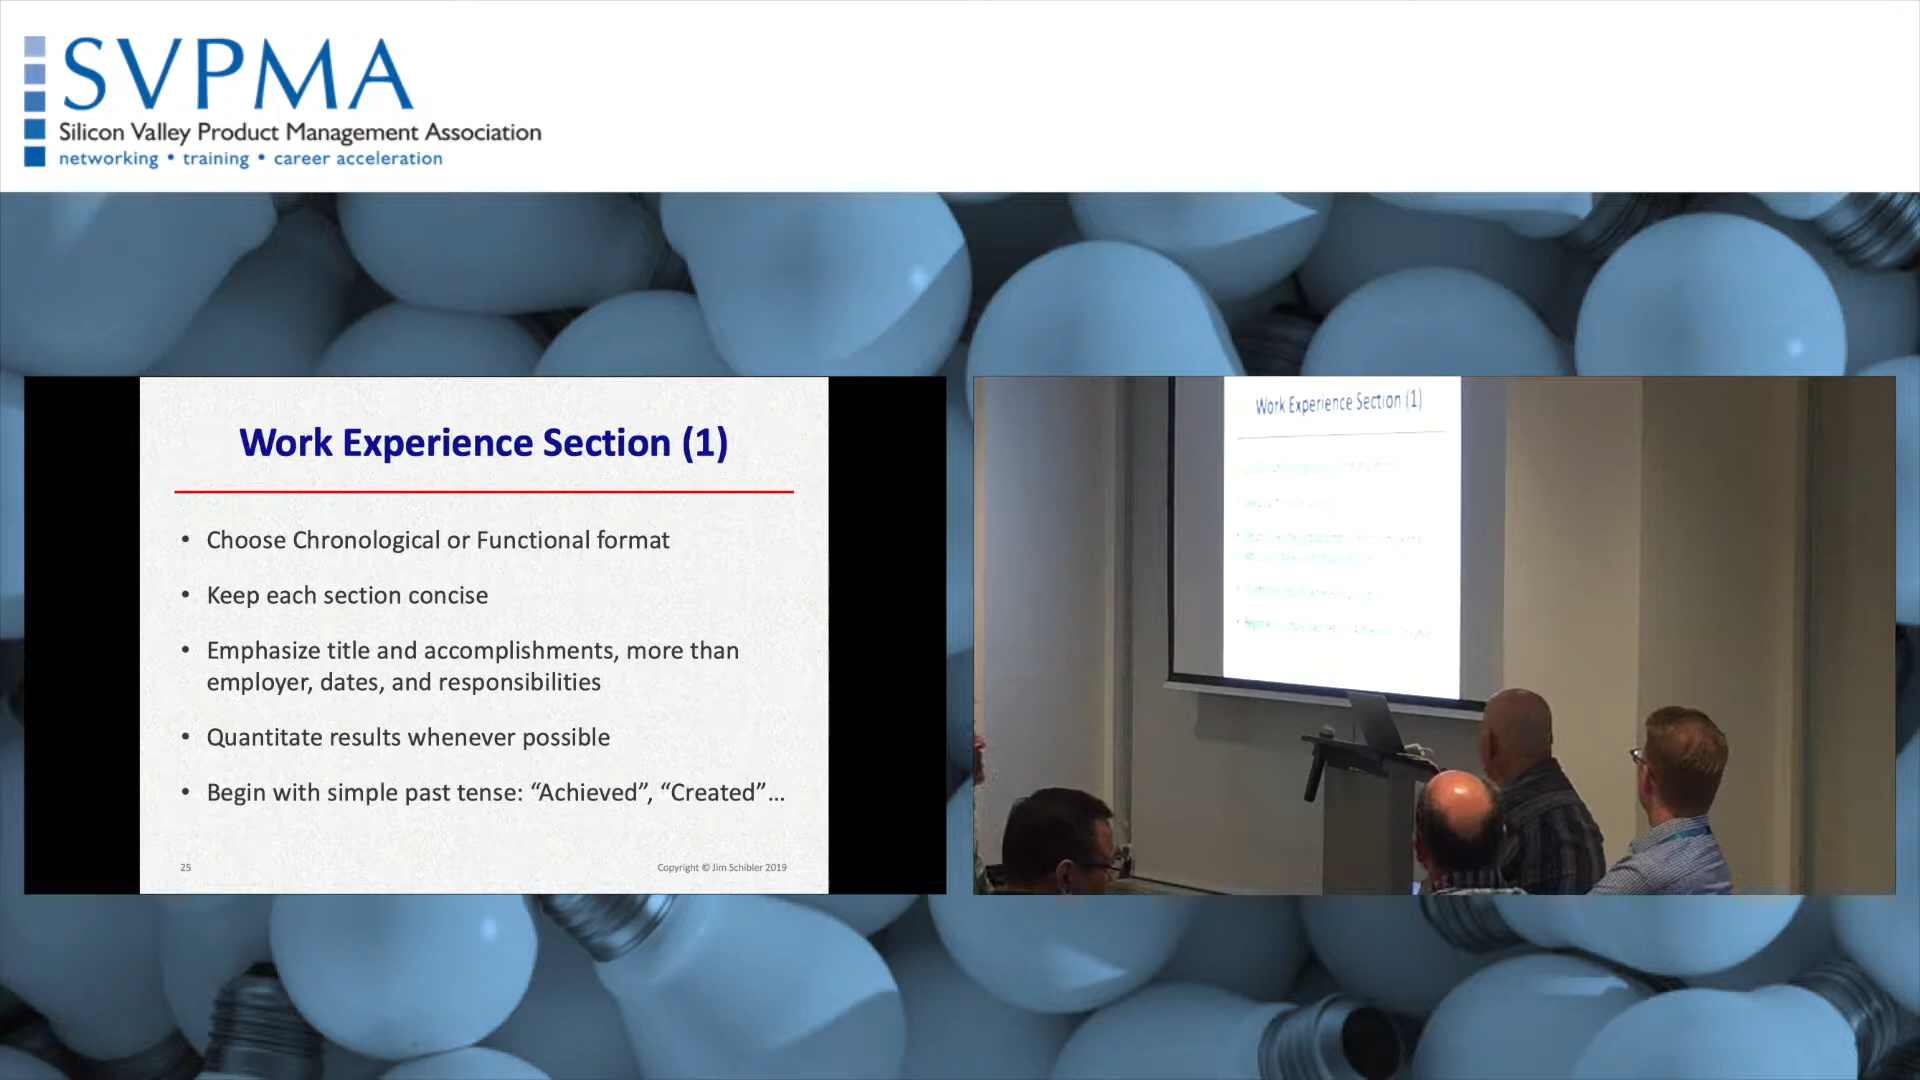 SVPMA
Silicon Valley Product Management Association
networking • training • career acceleration
Work Experience Section (1)
• Choose Chronological or Functional format
• Keep each section concise
• Emphasize title and accomplishments, more than
employer, dates, and responsibilities
• Quantitate results whenever possible
• Begin with simple past tense: “Achieved”, “Created”...
25
Copyright © Jim Schibler 2019
Work Experience Section (1)